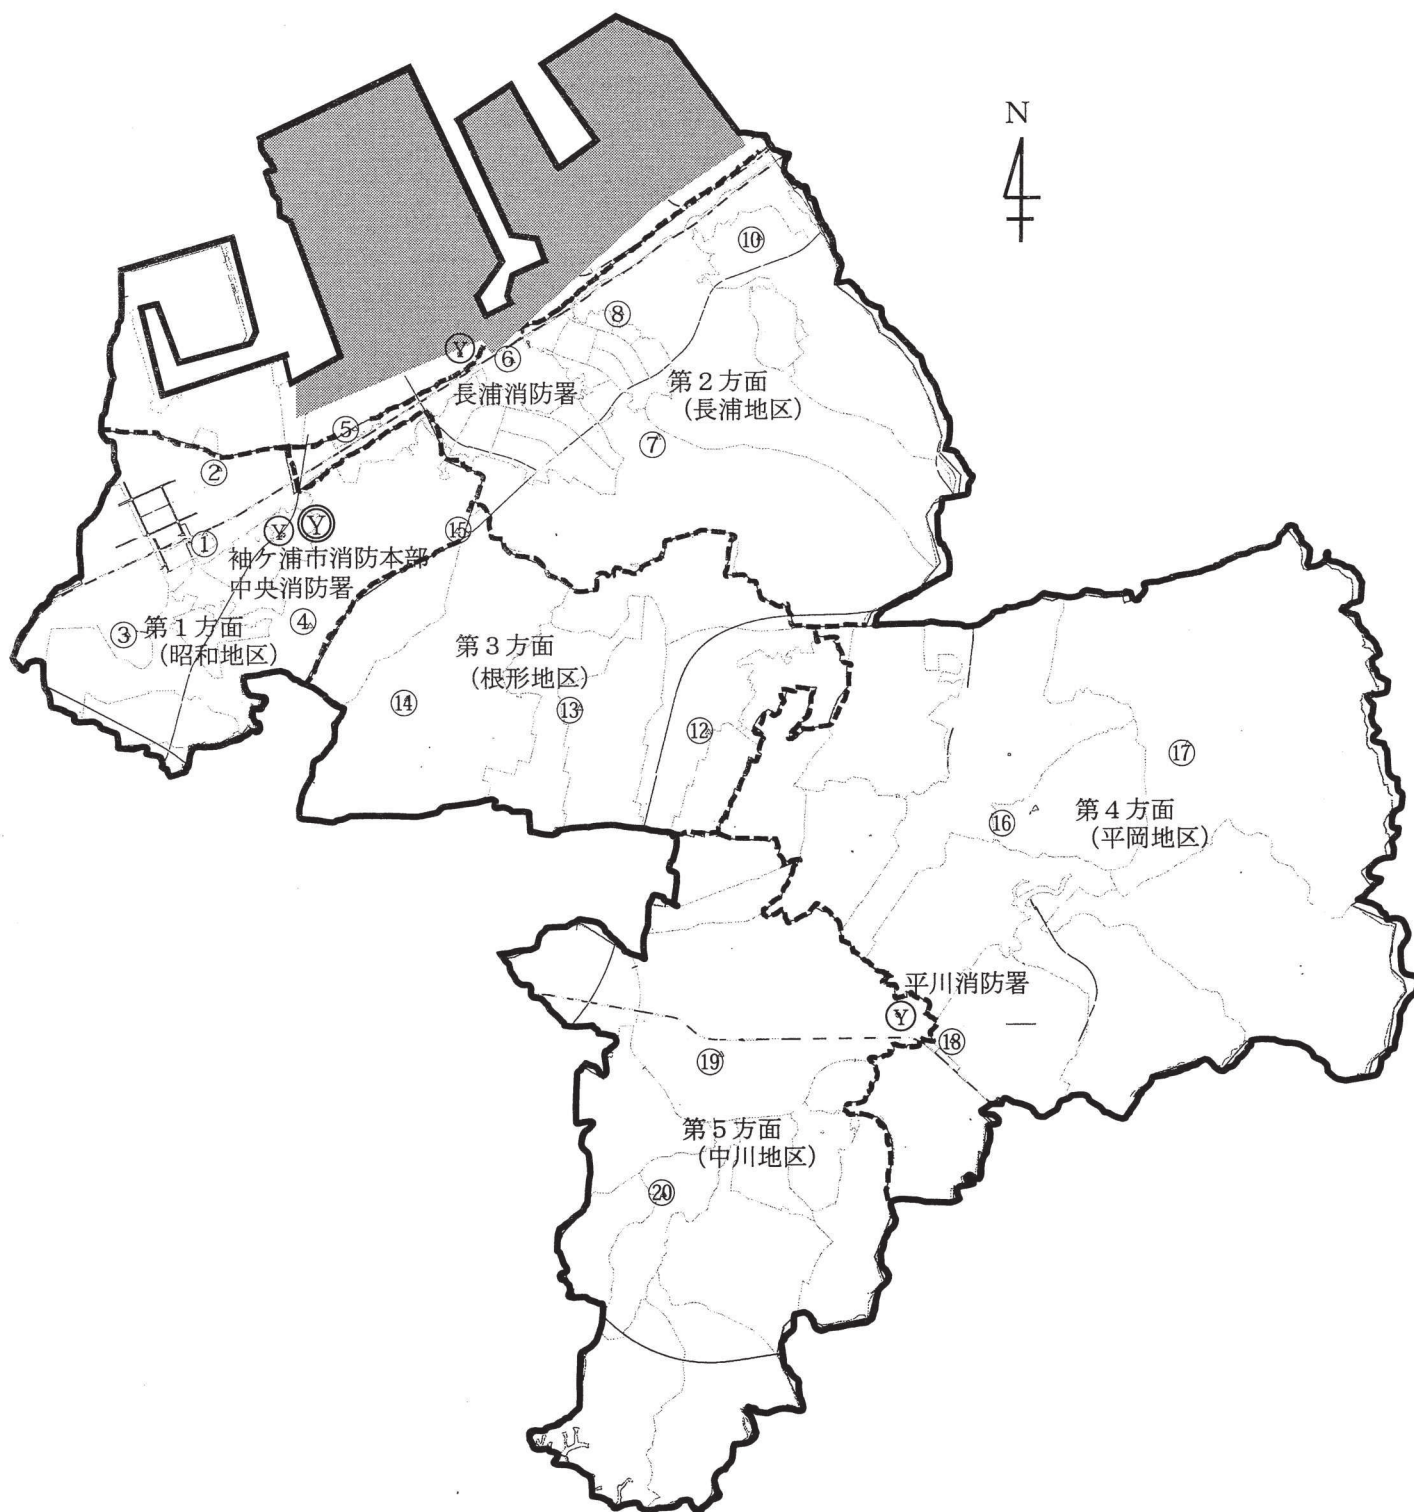 N
⑩
⑧
Y
⑥
長浦消防署
第２方面
（長浦地区）
⑤
⑦
②
Y
Y
⑮
①
袖ケ浦市消防本部
中央消防署
④
③
第１方面
（昭和地区）
第３方面
（根形地区）
⑭
⑬
⑫
⑰
第４方面
（平岡地区）
⑯
平川消防署
Y
⑱
⑲
第５方面
（中川地区）
⑳